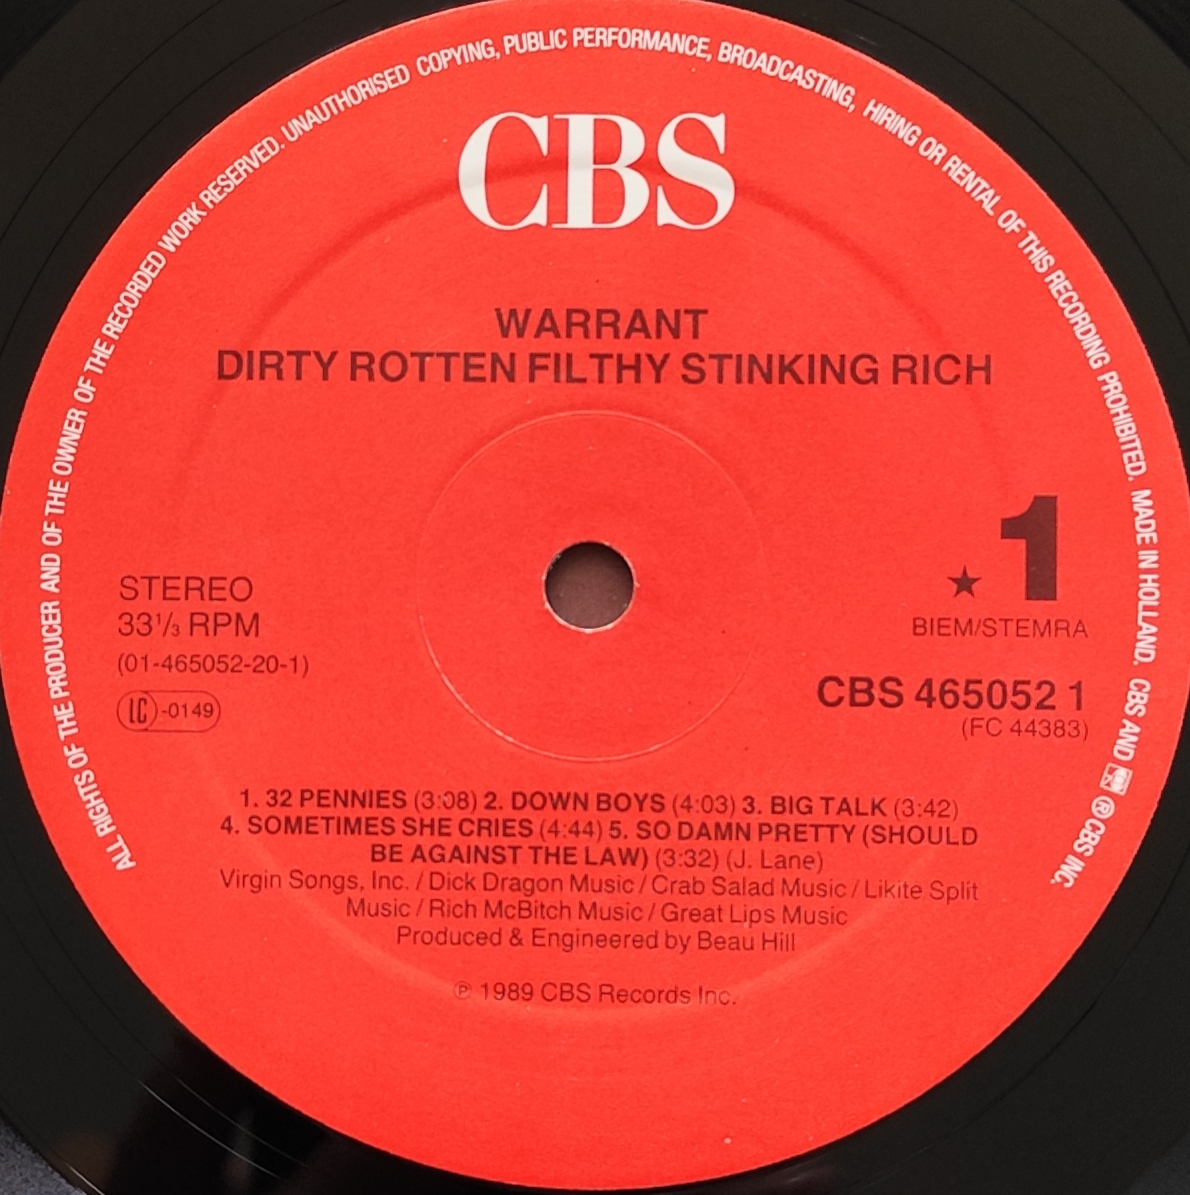 ALL RIGHTS OF THE PRODUCER AND OF THE OWNER OF THE RECORDED WORK RESERVED. UNAUTHORISED COPYING, PUBLIC PERFORMANCE, BROADCASTING, HIRING OR RENTAL OF THIS RECORDING PROHIBITED. MADE IN HOLLAND. CBS AND ® CBS INC.
CBS
WARRANT
DIRTY ROTTEN FILTHY STINKING RICH
STEREO
33⅓ RPM
(01-465052-20-1)
LC-0149
★ 1
BIEM/STEMRA
CBS 465052 1
(FC 44383)
1. 32 PENNIES (3:08) 2. DOWN BOYS (4:03) 3. BIG TALK (3:42)
4. SOMETIMES SHE CRIES (4:44) 5. SO DAMN PRETTY (SHOULD
BE AGAINST THE LAW) (3:32) (J. Lane)
Virgin Songs, Inc. / Dick Dragon Music / Crab Salad Music / Likite Split
Music / Rich McBitch Music / Great Lips Music
Produced & Engineered by Beau Hill
℗ 1989 CBS Records Inc.